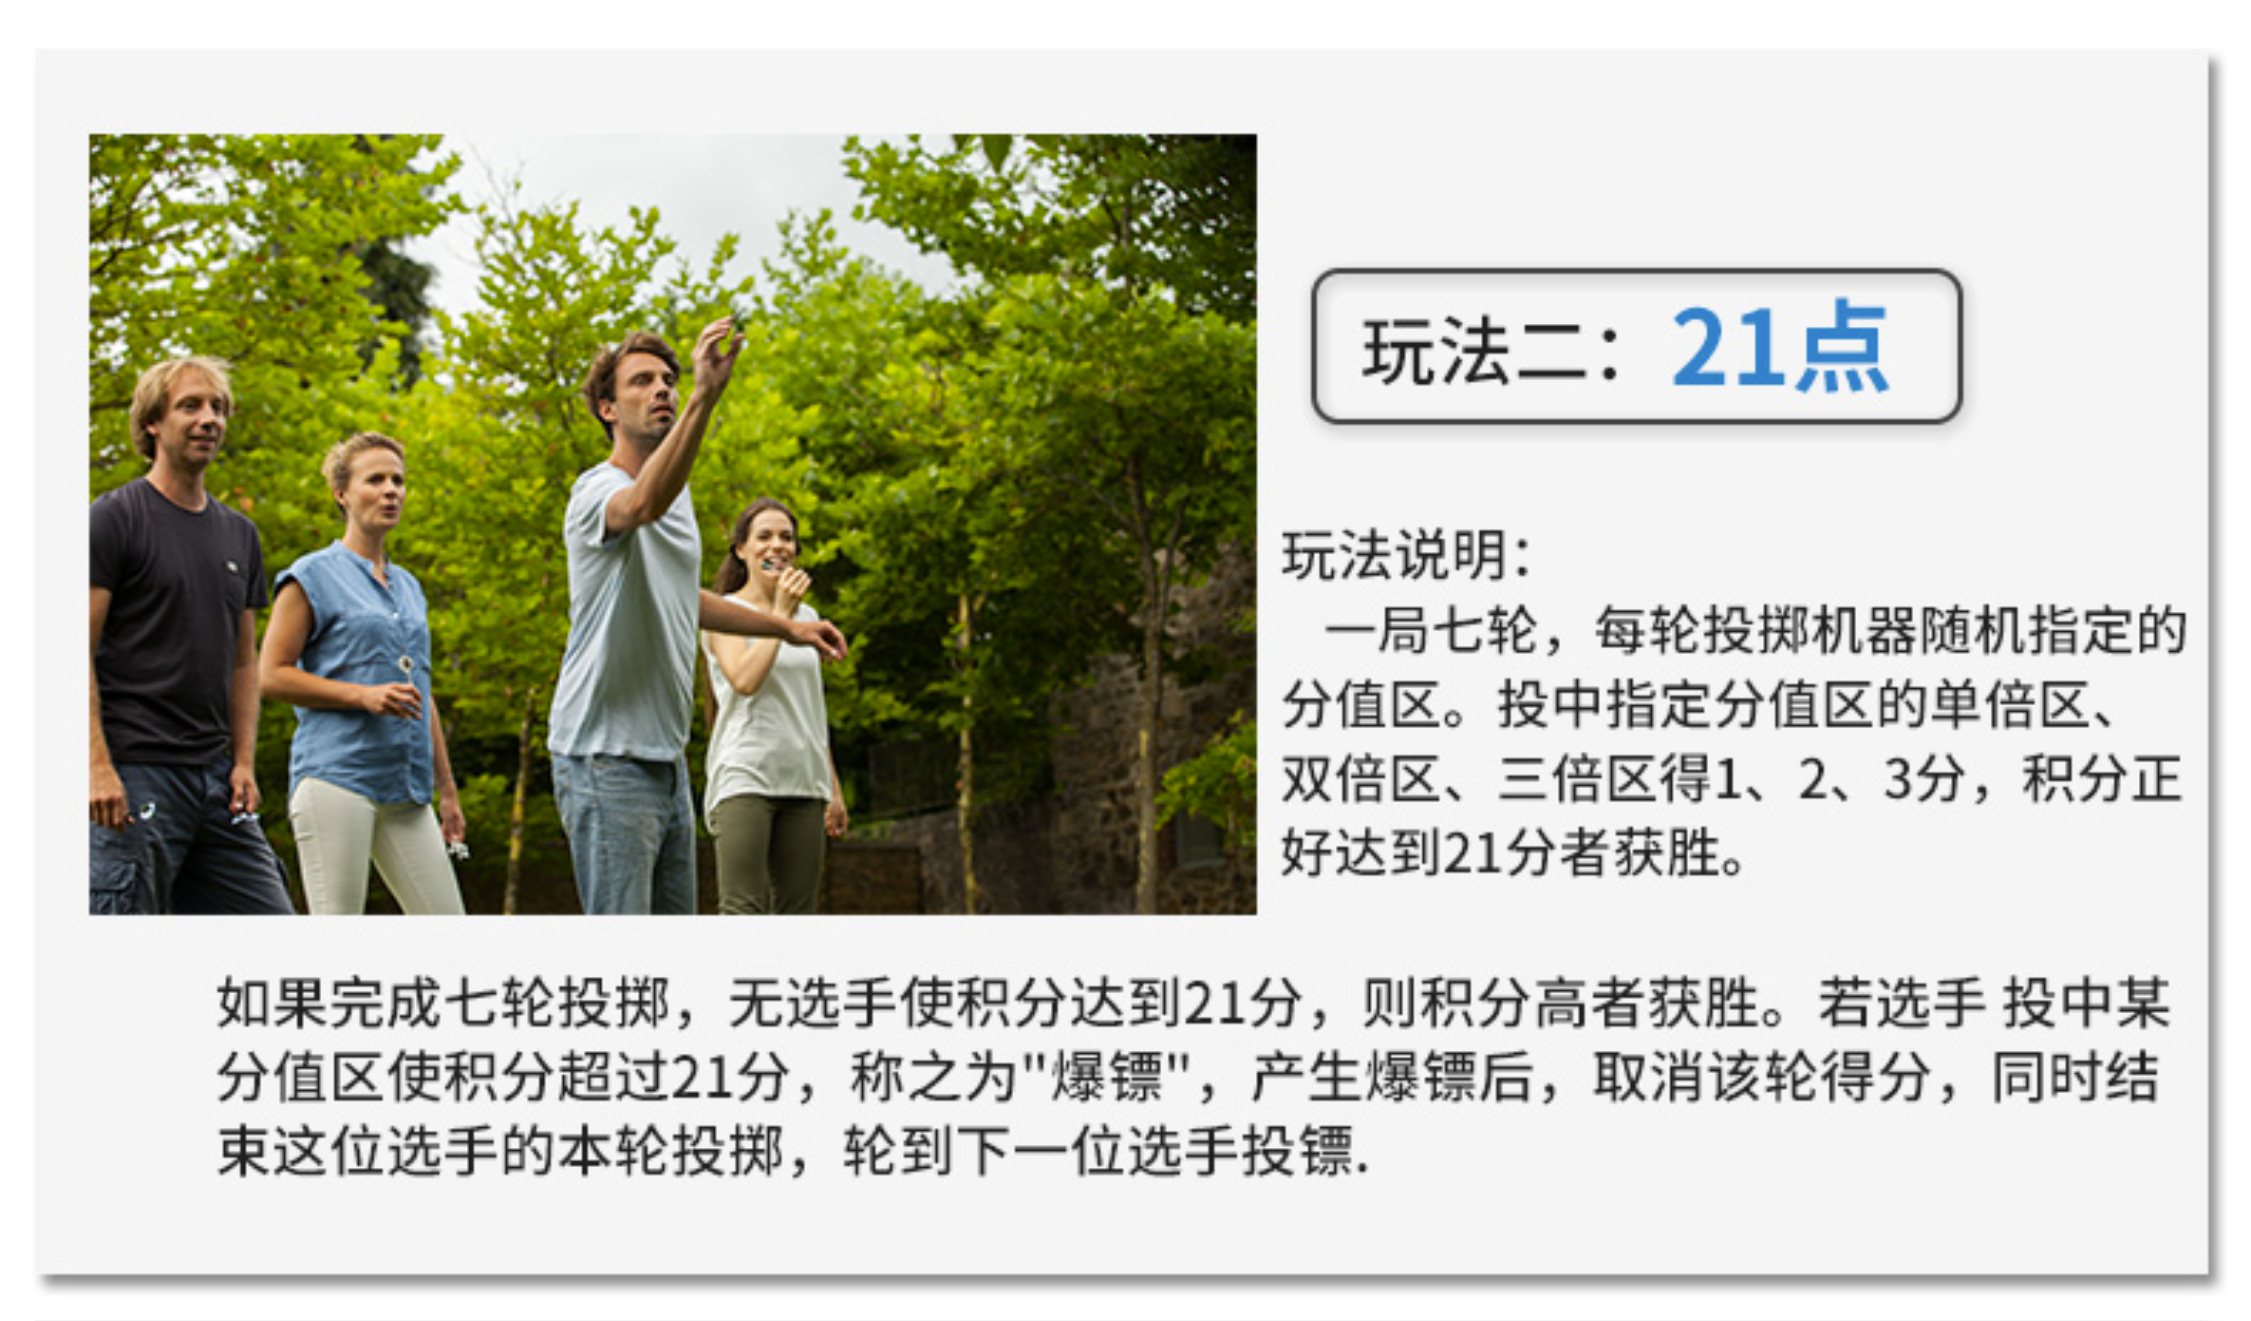 玩法二：21点
玩法说明：
一局七轮，每轮投掷机器随机指定的
分值区。投中指定分值区的单倍区、
双倍区、三倍区得1、2、3分，积分正
好达到21分者获胜。
如果完成七轮投掷，无选手使积分达到21分，则积分高者获胜。若选手 投中某
分值区使积分超过21分，称之为"爆镖"，产生爆镖后，取消该轮得分，同时结
束这位选手的本轮投掷，轮到下一位选手投镖.